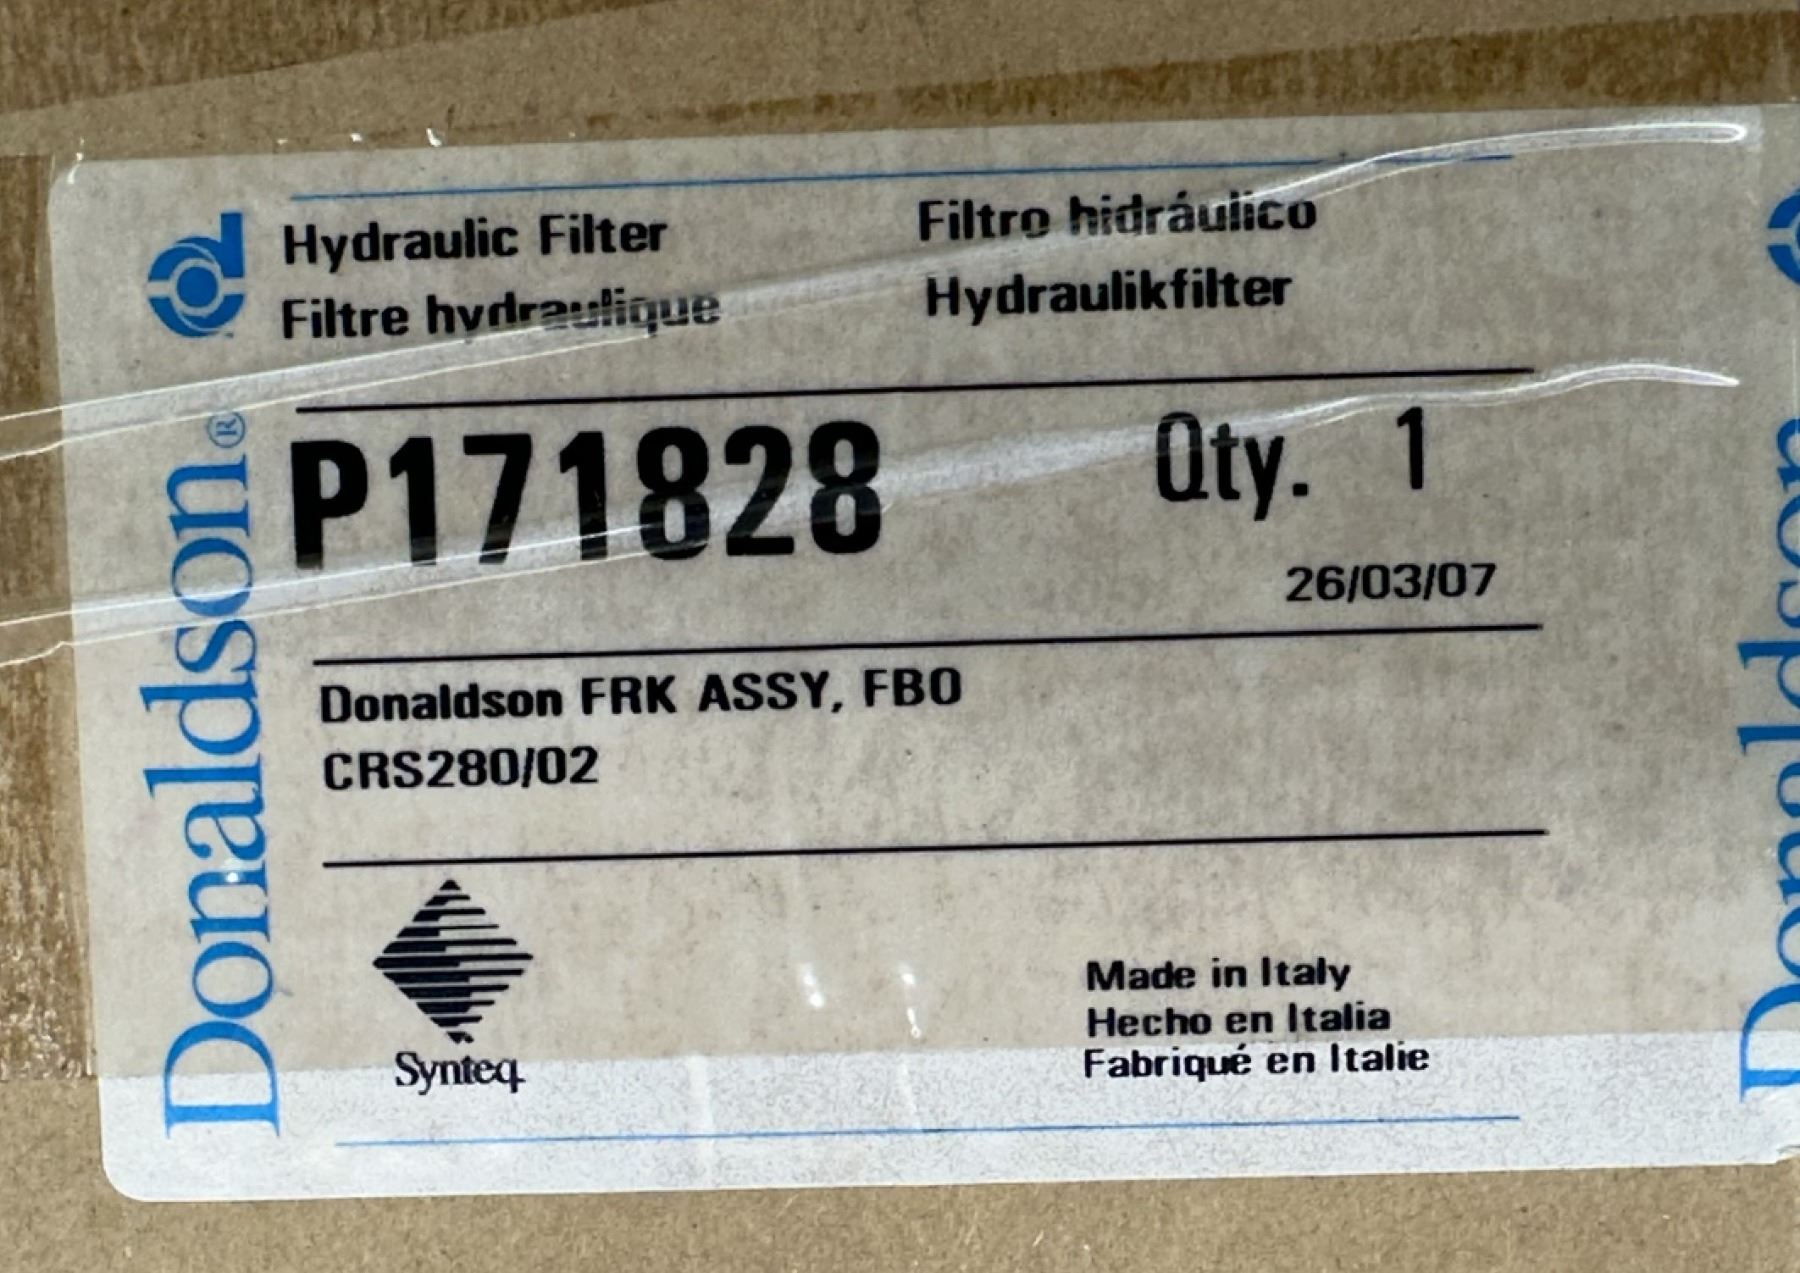 Hydraulic Filter
Filtre hydraulique
Filtro hidráulico
Hydraulikfilter
Donaldson®
P171828
Qty. 1
26/03/07
Donaldson FRK ASSY, FBO
CRS280/02
Synteq
Made in Italy
Hecho en Italia
Fabriqué en Italie
Donaldson